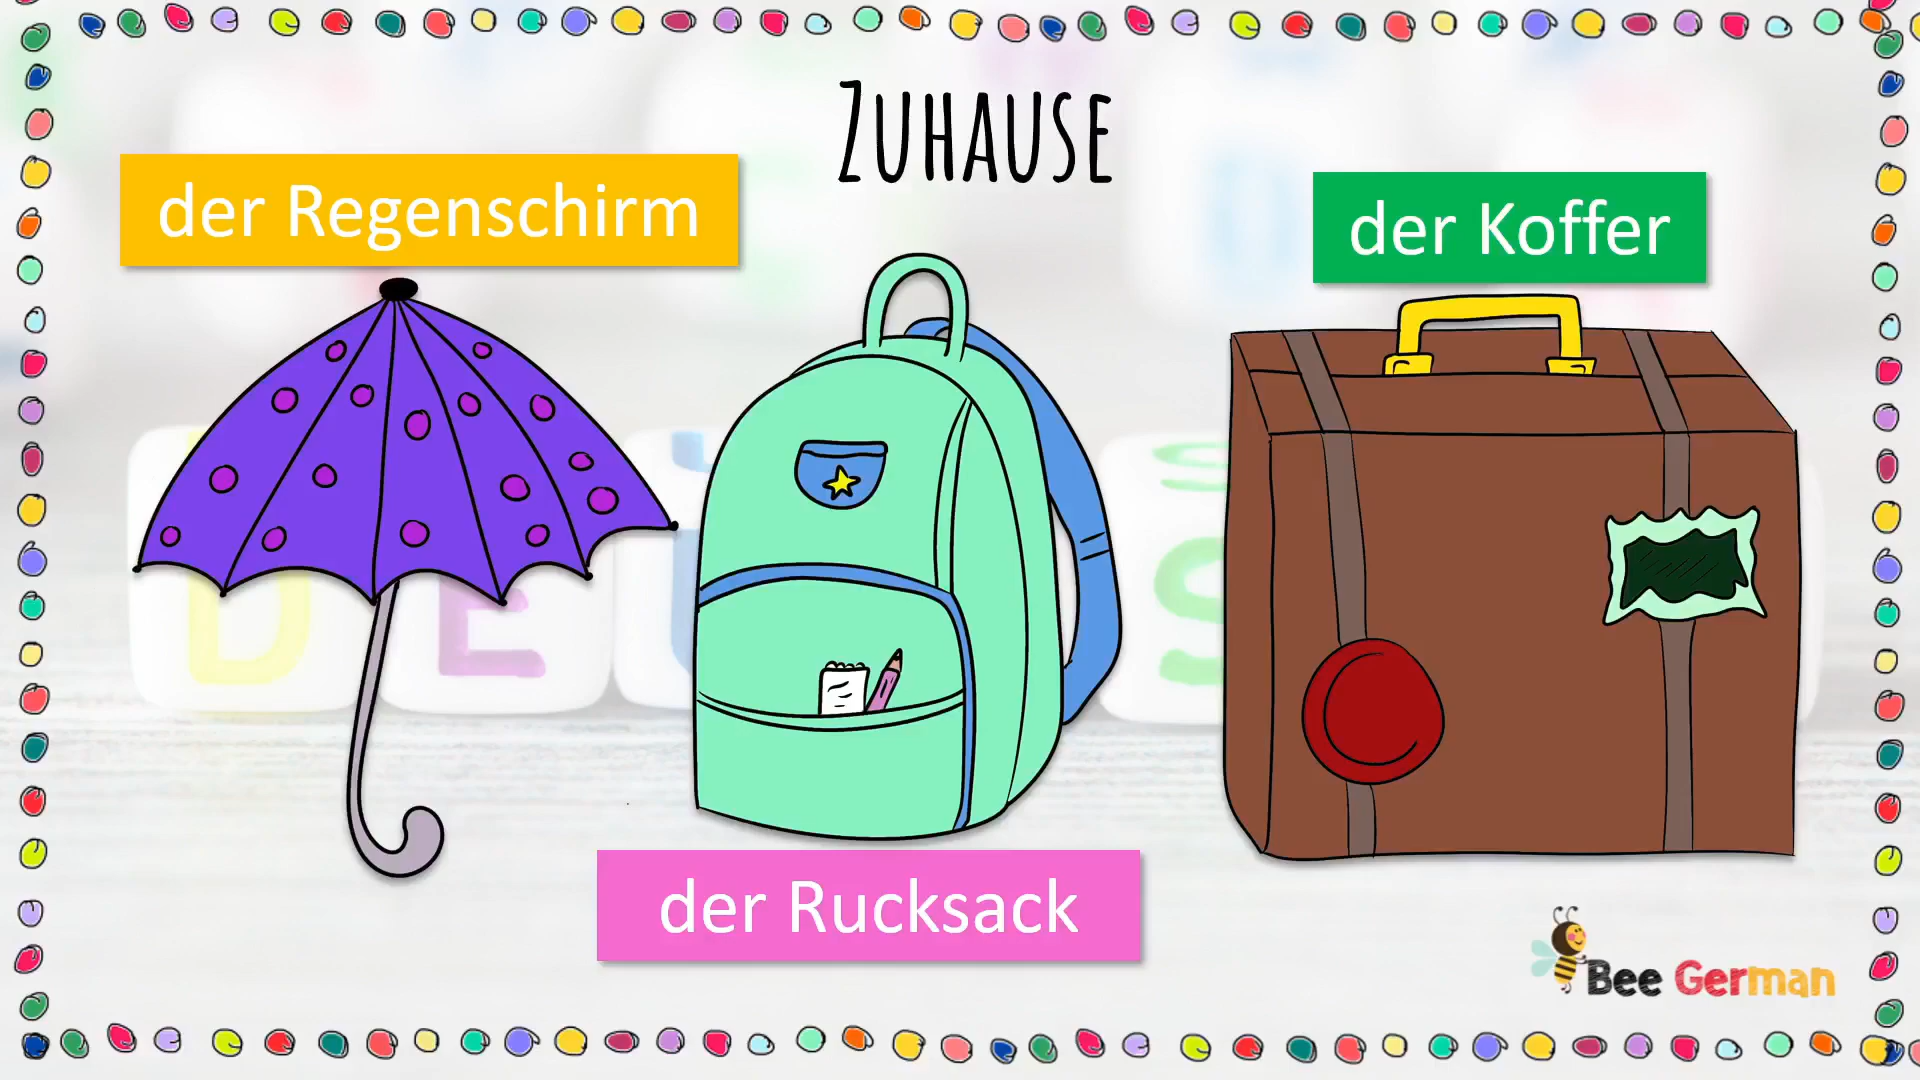 Zuhause
der Regenschirm
der Koffer
der Rucksack
Bee German